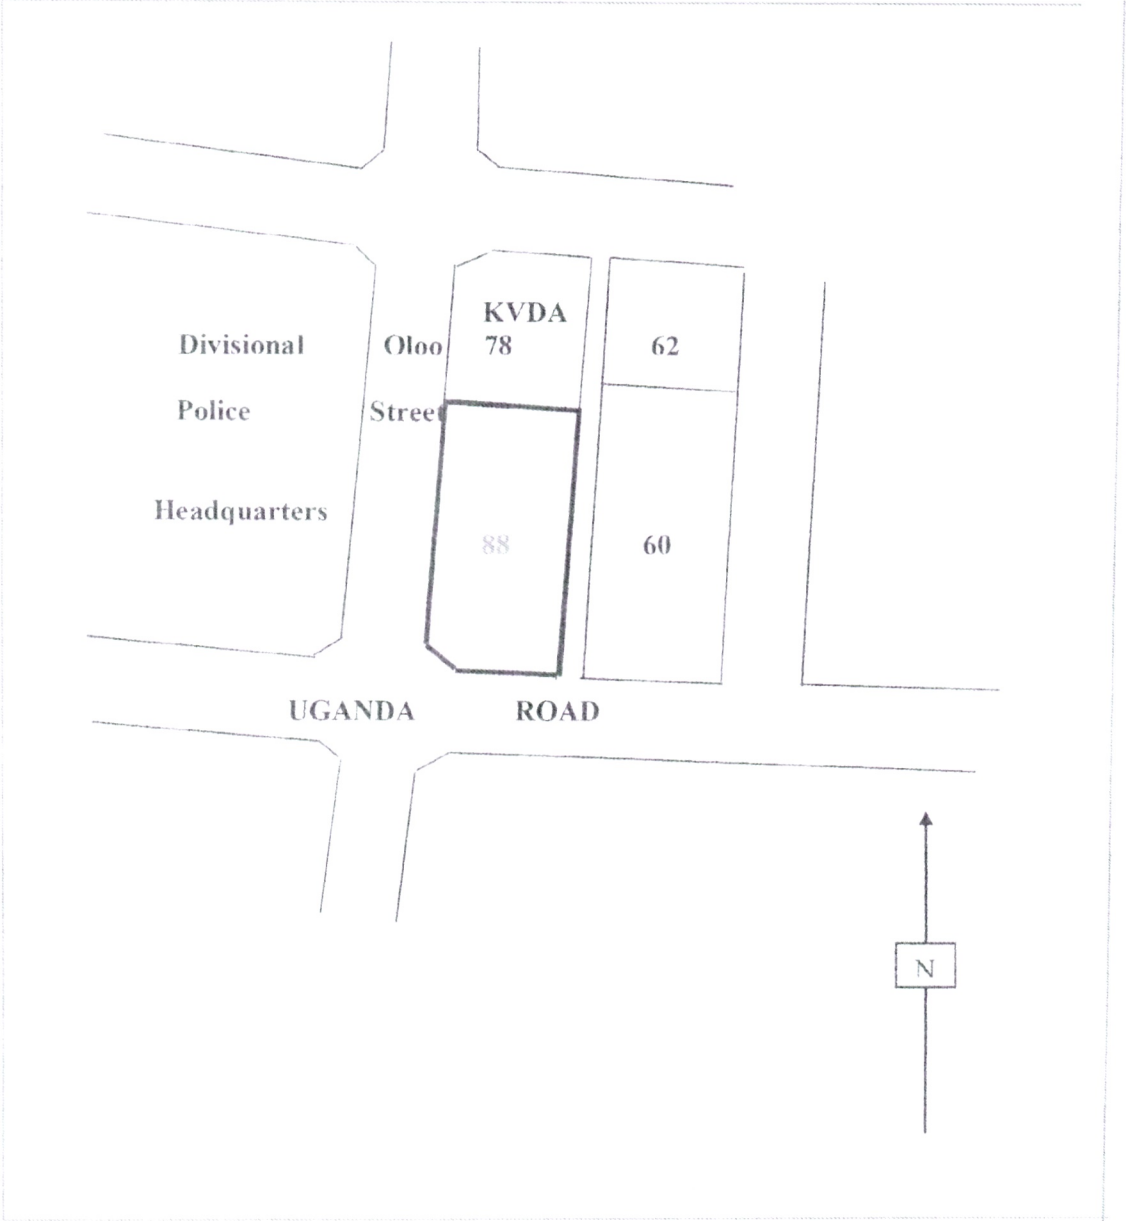 KVDA
Divisional Oloo 78 62
Police Street
Headquarters
88 60
UGANDA ROAD
N